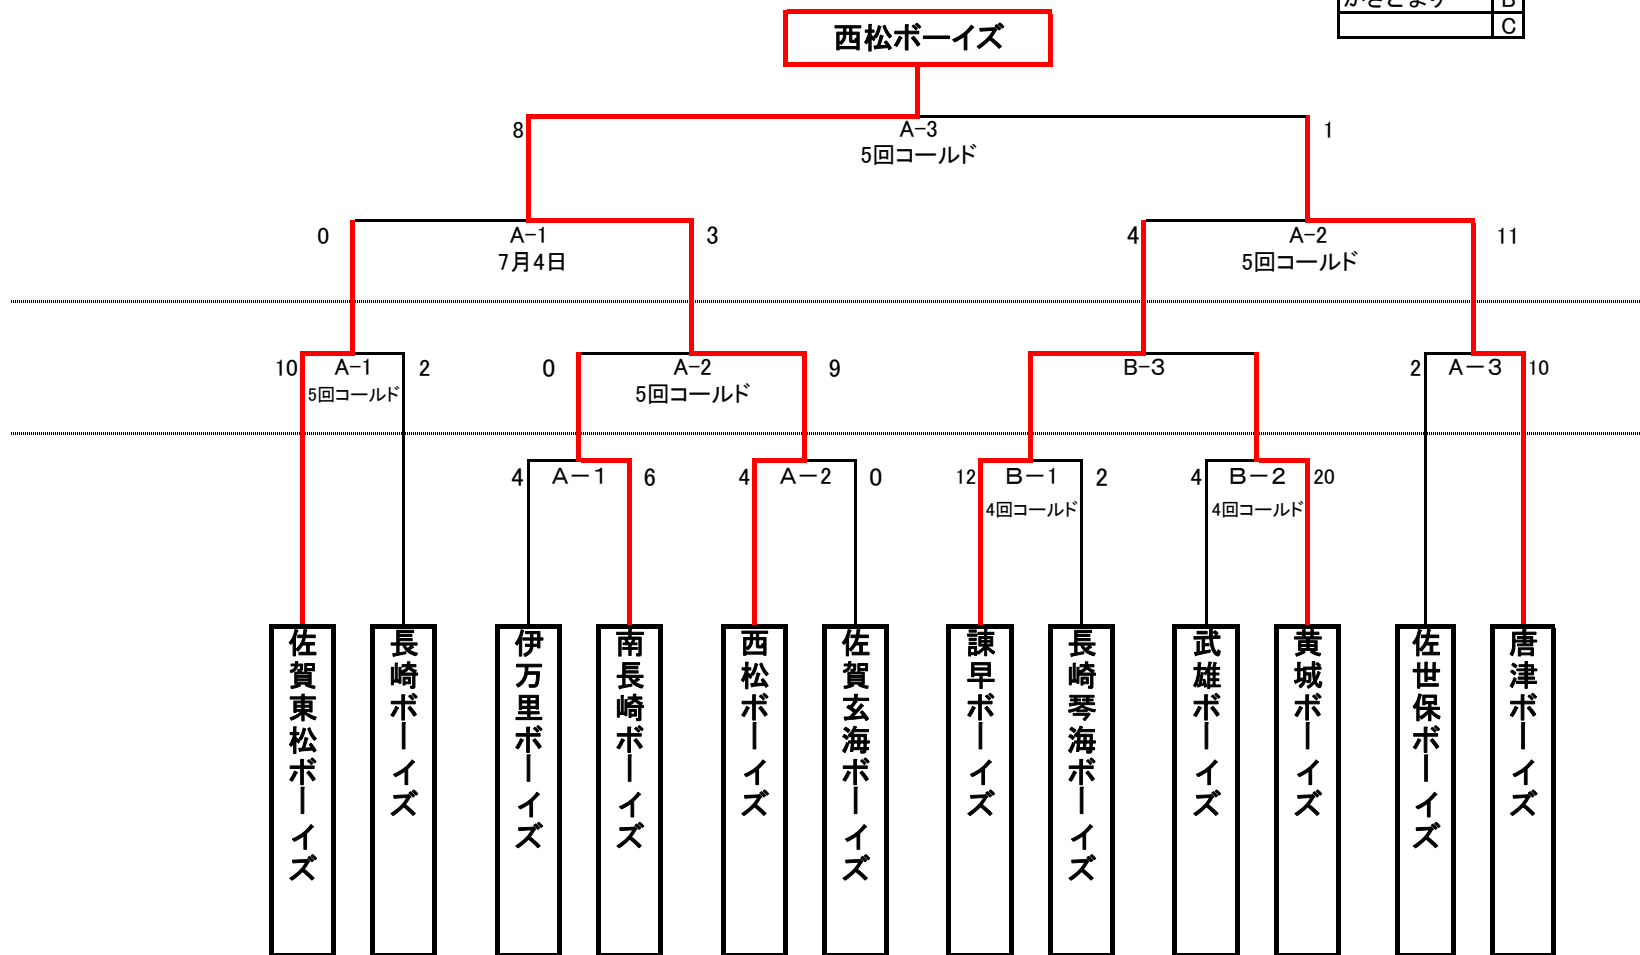 B
C
西松ボーイズ
8
A-3
1
5回コールド
0
A-1
3
4
A-2
11
7月4日
5回コールド
10
A-1
2
0
A-2
9
B-3
2
A－3
10
5回コールド
5回コールド
4
A－1
6
4
A－2
0
12
B－1
2
4
B－2
20
4回コールド
4回コールド
佐賀東松ボーイズ
長崎ボーイズ
伊万里ボーイズ
南長崎ボーイズ
西松ボーイズ
佐賀玄海ボーイズ
諫早ボーイズ
長崎琴海ボーイズ
武雄ボーイズ
黄城ボーイズ
佐世保ボーイズ
唐津ボーイズ